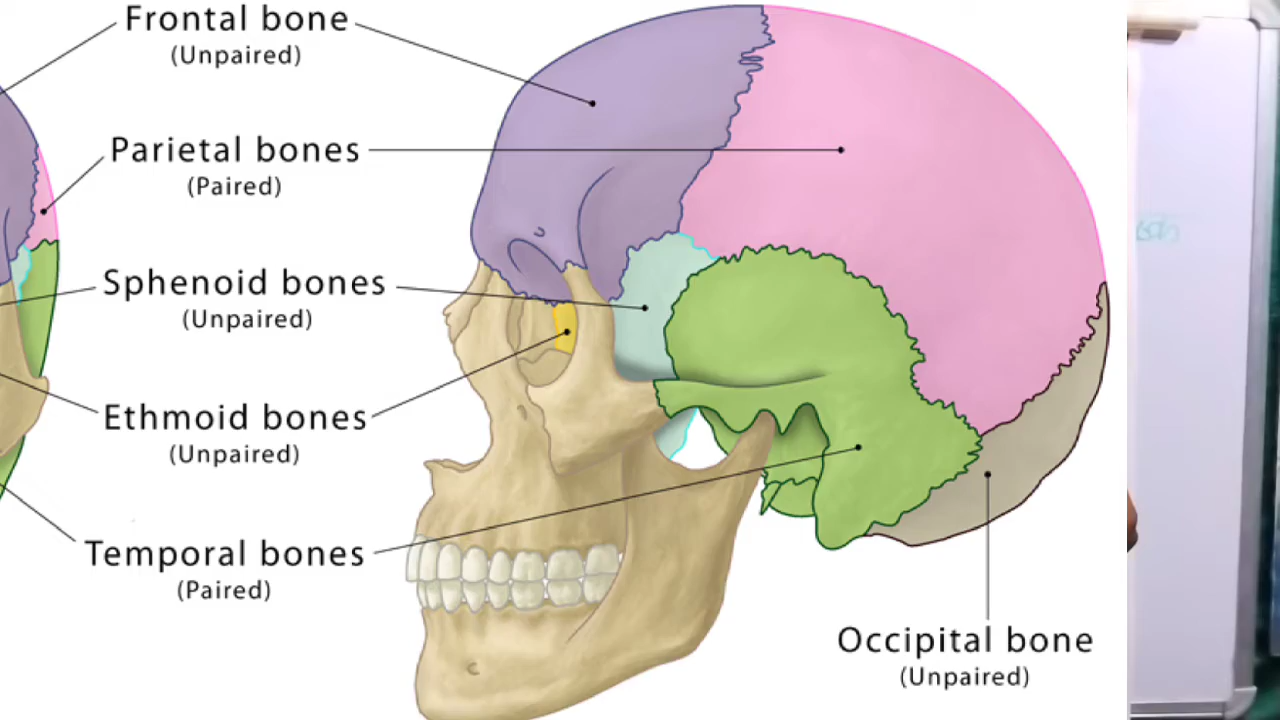 Frontal bone
(Unpaired)
Parietal bones
(Paired)
Sphenoid bones
(Unpaired)
Ethmoid bones
(Unpaired)
Temporal bones
(Paired)
Occipital bone
(Unpaired)